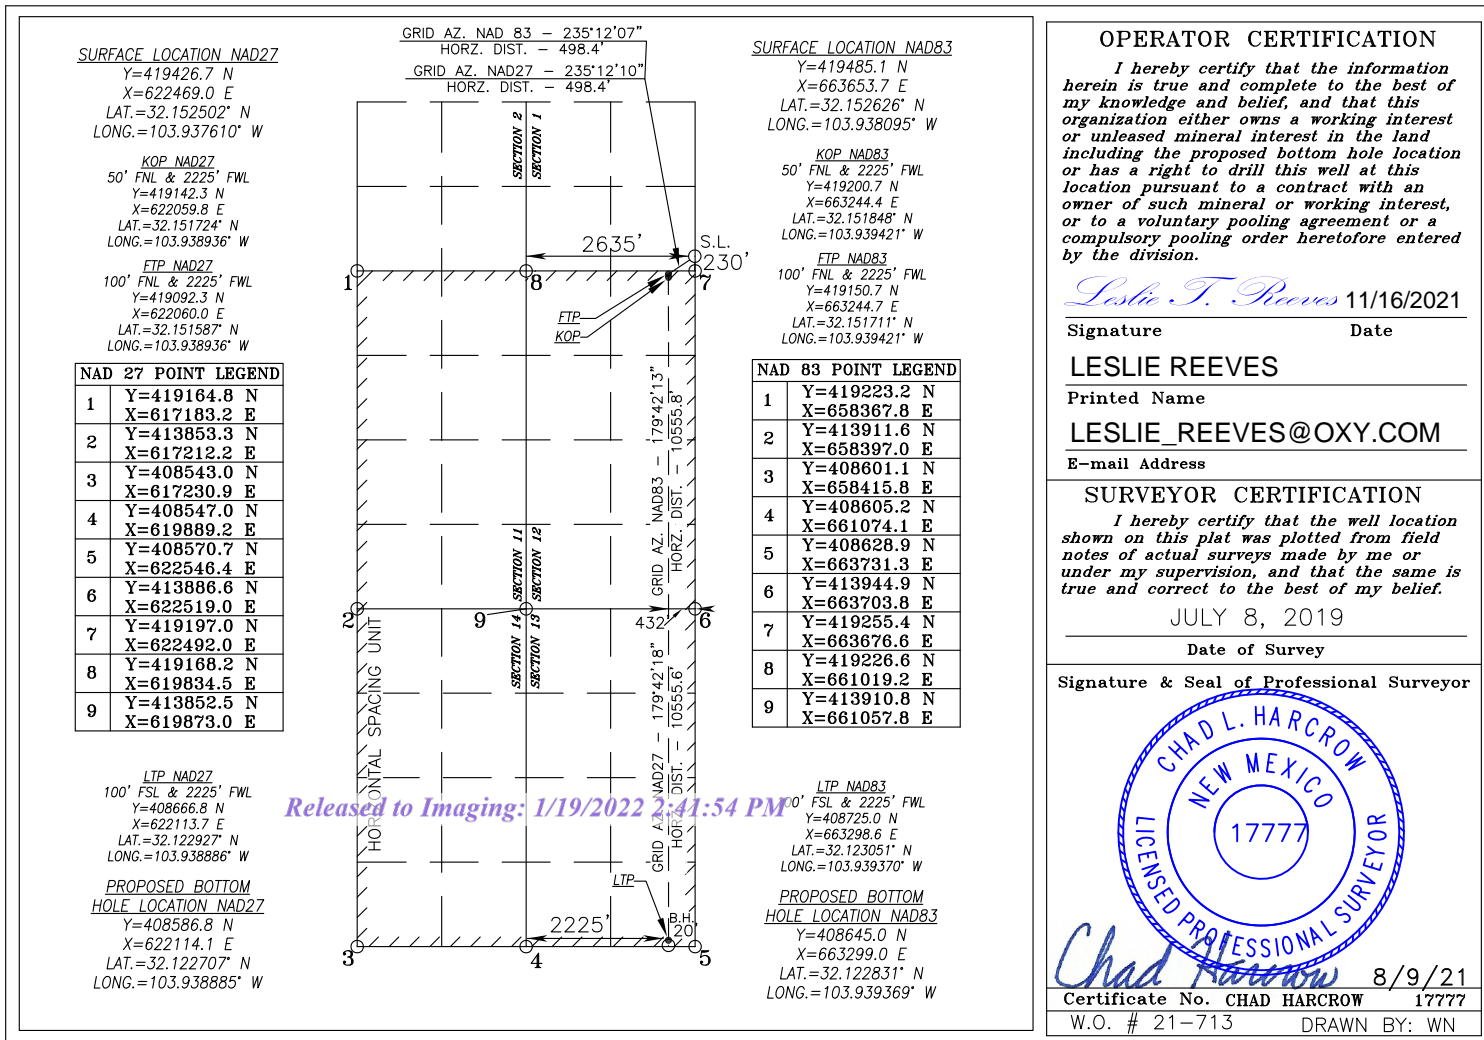 SURFACE LOCATION NAD27
Y=419426.7 N
X=622469.0 E
LAT.=32.152502° N
LONG.=103.937610° W
KOP NAD27
50' FNL & 2225' FWL
Y=419142.3 N
X=622059.8 E
LAT.=32.151724° N
LONG.=103.938936° W
FTP NAD27
100' FNL & 2225' FWL
Y=419092.3 N
X=622060.0 E
LAT.=32.151587° N
LONG.=103.938936° W
NAD 27 POINT LEGEND
1 Y=419164.8 N
X=617183.2 E
2 Y=413853.3 N
X=617212.2 E
3 Y=408543.0 N
X=617230.9 E
4 Y=408547.0 N
X=619889.2 E
5 Y=408570.7 N
X=622546.4 E
6 Y=413886.6 N
X=622519.0 E
7 Y=419197.0 N
X=622492.0 E
8 Y=419168.2 N
X=619834.5 E
9 Y=413852.5 N
X=619873.0 E
LTP NAD27
100' FSL & 2225' FWL
Y=408666.8 N
X=622113.7 E
LAT.=32.122927° N
LONG.=103.938886° W
PROPOSED BOTTOM
HOLE LOCATION NAD27
Y=408586.8 N
X=622114.1 E
LAT.=32.122707° N
LONG.=103.938885° W
GRID AZ. NAD 83 - 235°12'07"
HORZ. DIST. - 498.4'
GRID AZ. NAD27 - 235°12'10"
HORZ. DIST. - 498.4'
SECTION 2
SECTION 1
2635'
S.L.
230'
1
8
7
FTP
KOP
GRID AZ. NAD83 - 179°42'13"
HORZ. DIST. - 10555.8'
SECTION 11
SECTION 12
2
9
432'
6
SECTION 14
SECTION 13
HORIZONTAL SPACING UNIT
GRID AZ. NAD27 - 179°42'18"
HORZ. DIST. - 10555.6'
Released to Imaging: 1/19/2022 2:41:54 PM
LTP
2225'
B.H.
20'
3
4
5
SURFACE LOCATION NAD83
Y=419485.1 N
X=663653.7 E
LAT.=32.152626° N
LONG.=103.938095° W
KOP NAD83
50' FNL & 2225' FWL
Y=419200.7 N
X=663244.4 E
LAT.=32.151848° N
LONG.=103.939421° W
FTP NAD83
100' FNL & 2225' FWL
Y=419150.7 N
X=663244.7 E
LAT.=32.151711° N
LONG.=103.939421° W
NAD 83 POINT LEGEND
1 Y=419223.2 N
X=658367.8 E
2 Y=413911.6 N
X=658397.0 E
3 Y=408601.1 N
X=658415.8 E
4 Y=408605.2 N
X=661074.1 E
5 Y=408628.9 N
X=663731.3 E
6 Y=413944.9 N
X=663703.8 E
7 Y=419255.4 N
X=663676.6 E
8 Y=419226.6 N
X=661019.2 E
9 Y=413910.8 N
X=661057.8 E
LTP NAD83
00' FSL & 2225' FWL
Y=408725.0 N
X=663298.6 E
LAT.=32.123051° N
LONG.=103.939370° W
PROPOSED BOTTOM
HOLE LOCATION NAD83
Y=408645.0 N
X=663299.0 E
LAT.=32.122831° N
LONG.=103.939369° W
OPERATOR CERTIFICATION
I hereby certify that the information
herein is true and complete to the best of
my knowledge and belief, and that this
organization either owns a working interest
or unleased mineral interest in the land
including the proposed bottom hole location
or has a right to drill this well at this
location pursuant to a contract with an
owner of such mineral or working interest,
or to a voluntary pooling agreement or a
compulsory pooling order heretofore entered
by the division.
Leslie T. Reeves 11/16/2021
Signature Date
LESLIE REEVES
Printed Name
LESLIE_REEVES@OXY.COM
E-mail Address
SURVEYOR CERTIFICATION
I hereby certify that the well location
shown on this plat was plotted from field
notes of actual surveys made by me or
under my supervision, and that the same is
true and correct to the best of my belief.
JULY 8, 2019
Date of Survey
Signature & Seal of Professional Surveyor
CHAD L. HARCROW
NEW MEXICO
17777
LICENSED PROFESSIONAL SURVEYOR
Chad Harcrow 8/9/21
Certificate No. CHAD HARCROW 17777
W.O. # 21-713 DRAWN BY: WN